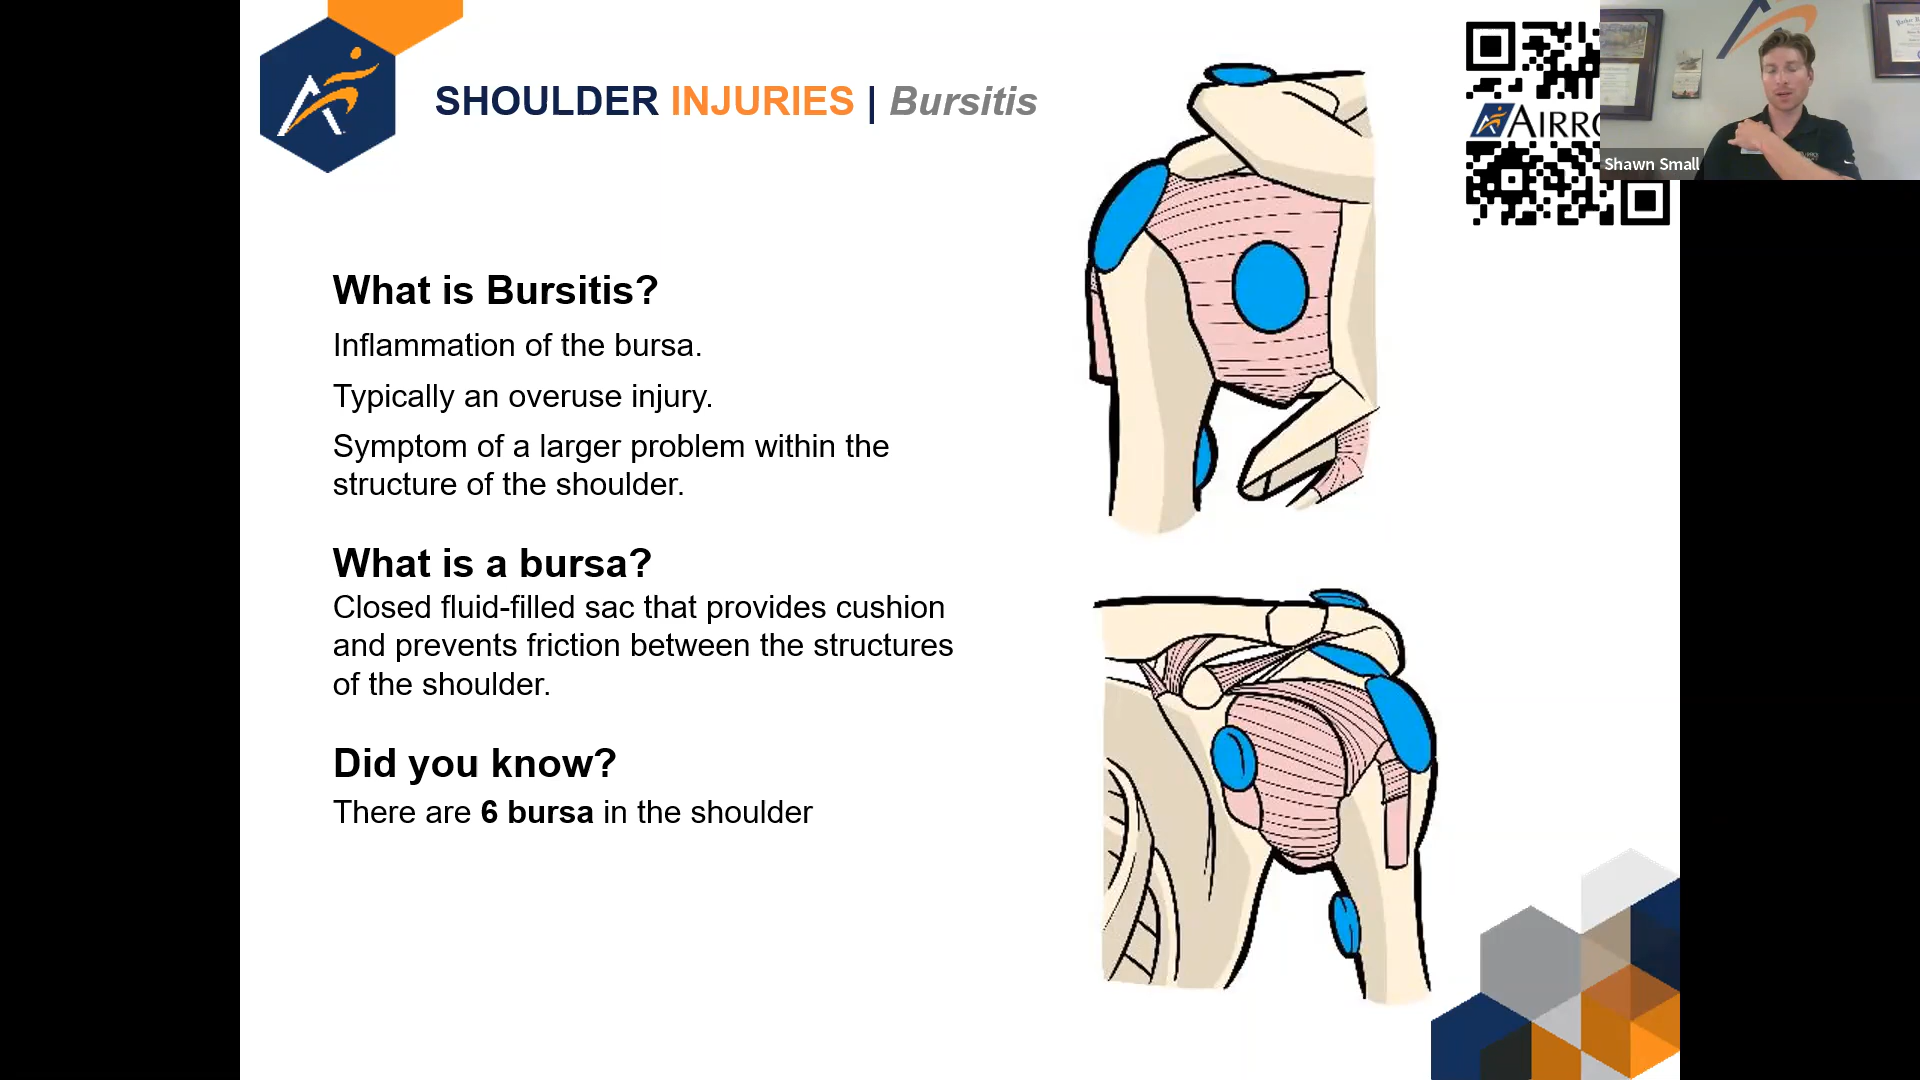 SHOULDER INJURIES | Bursitis
AIRR
Shawn Small
What is Bursitis?
Inflammation of the bursa.
Typically an overuse injury.
Symptom of a larger problem within the
structure of the shoulder.
What is a bursa?
Closed fluid-filled sac that provides cushion
and prevents friction between the structures
of the shoulder.
Did you know?
There are 6 bursa in the shoulder